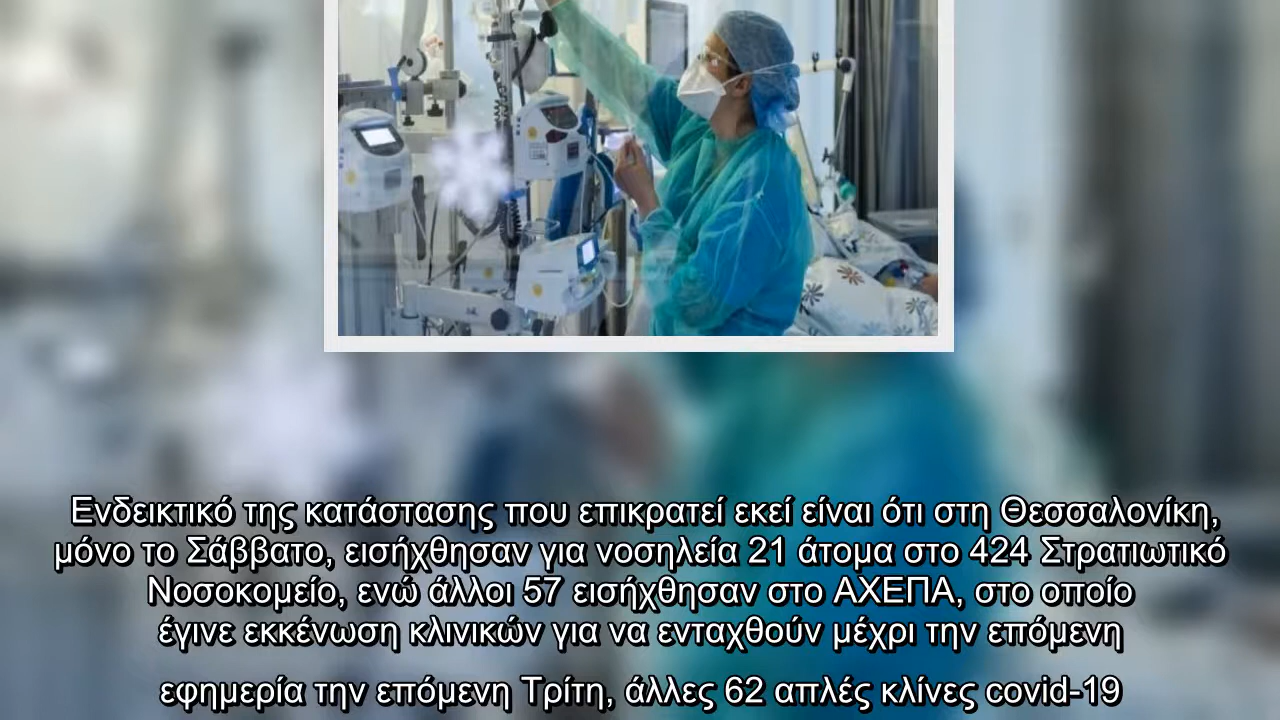 Ενδεικτικό της κατάστασης που επικρατεί εκεί είναι ότι στη Θεσσαλονίκη,
μόνο το Σάββατο, εισήχθησαν για νοσηλεία 21 άτομα στο 424 Στρατιωτικό
Νοσοκομείο, ενώ άλλοι 57 εισήχθησαν στο ΑΧΕΠΑ, στο οποίο
έγινε εκκένωση κλινικών για να ενταχθούν μέχρι την επόμενη
εφημερία την επόμενη Τρίτη, άλλες 62 απλές κλίνες covid-19